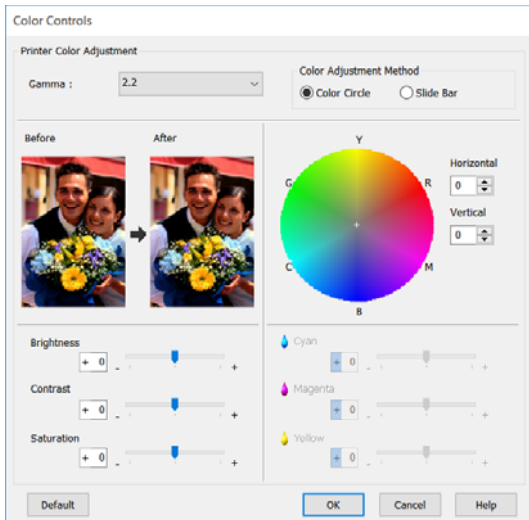 Color Controls
Printer Color Adjustment
Gamma :
2.2
Color Adjustment Method
Color Circle
Slide Bar
Before
After
Y
G
R
C
M
B
Horizontal
0
Vertical
0
Brightness
+ 0
- +
Contrast
+ 0
- +
Saturation
+ 0
- +
Cyan
+ 0
- +
Magenta
+ 0
- +
Yellow
+ 0
- +
Default
OK
Cancel
Help